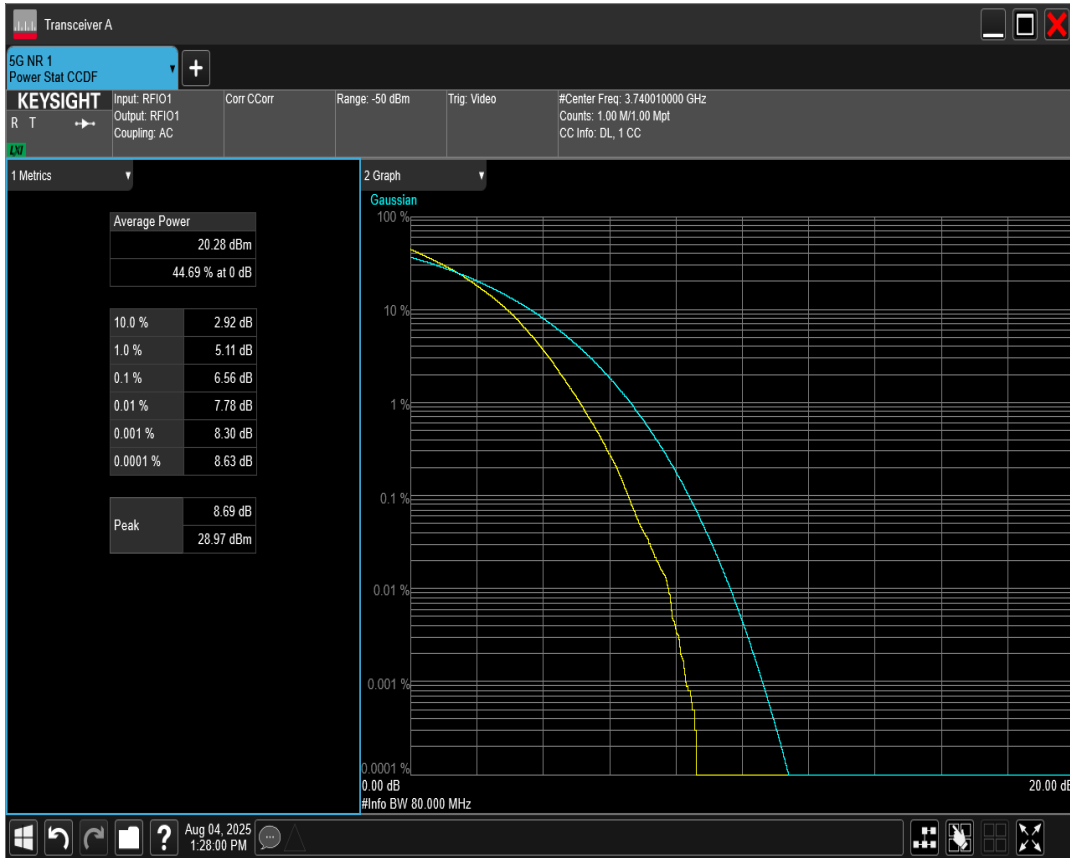 Transceiver A
5G NR 1
Power Stat CCDF
KEYSIGHT
R T
LXI
Input: RFIO1
Output: RFIO1
Coupling: AC
Corr CCorr
Range: -50 dBm
Trig: Video
#Center Freq: 3.740010000 GHz
Counts: 1.00 M/1.00 Mpt
CC Info: DL, 1 CC
1 Metrics
Average Power
20.28 dBm
44.69 % at 0 dB
10.0 % 2.92 dB
1.0 % 5.11 dB
0.1 % 6.56 dB
0.01 % 7.78 dB
0.001 % 8.30 dB
0.0001 % 8.63 dB
Peak
8.69 dB
28.97 dBm
2 Graph
Gaussian
100 %
10 %
1 %
0.1 %
0.01 %
0.001 %
0.0001 %
0.00 dB
20.00 dB
#Info BW 80.000 MHz
?
Aug 04, 2025
1:28:00 PM